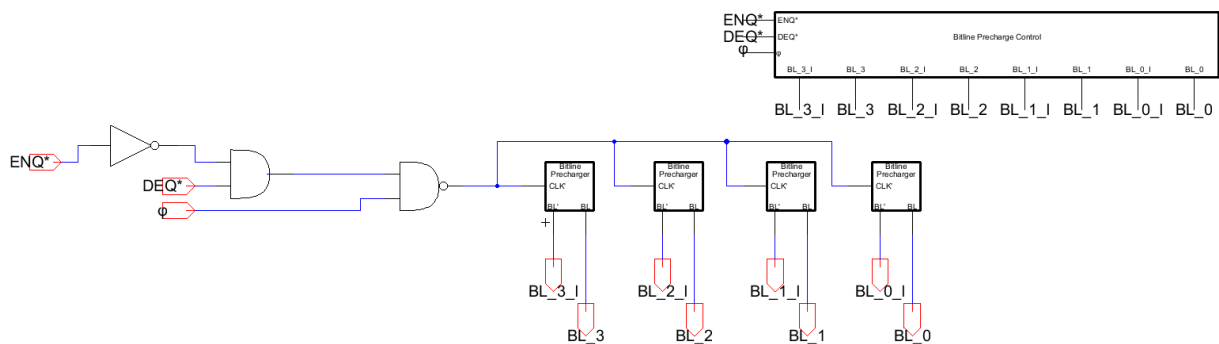 ENQ* ENQ*
DEQ* DEQ* Bitline Precharge Control
φ φ
BL_3_I BL_3 BL_2_I BL_2 BL_1_I BL_1 BL_0_I BL_0
BL_3_I BL_3 BL_2_I BL_2 BL_1_I BL_1 BL_0_I BL_0
ENQ*
DEQ*
φ
Bitline Bitline Bitline Bitline
Precharger Precharger Precharger Precharger
CLK' CLK' CLK' CLK'
BL' BL BL' BL BL' BL BL' BL
BL_3_I BL_2_I BL_1_I BL_0_I
BL_3 BL_2 BL_1 BL_0